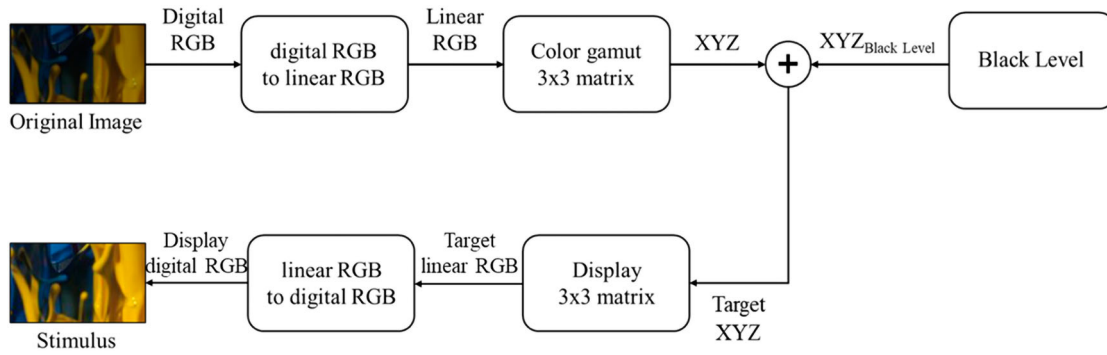 Digital
RGB
digital RGB
to linear RGB
Linear
RGB
Color gamut
3x3 matrix
XYZ
+
XYZBlack Level
Black Level
Original Image
Display
digital RGB
linear RGB
to digital RGB
Target
linear RGB
Display
3x3 matrix
Target
XYZ
Stimulus